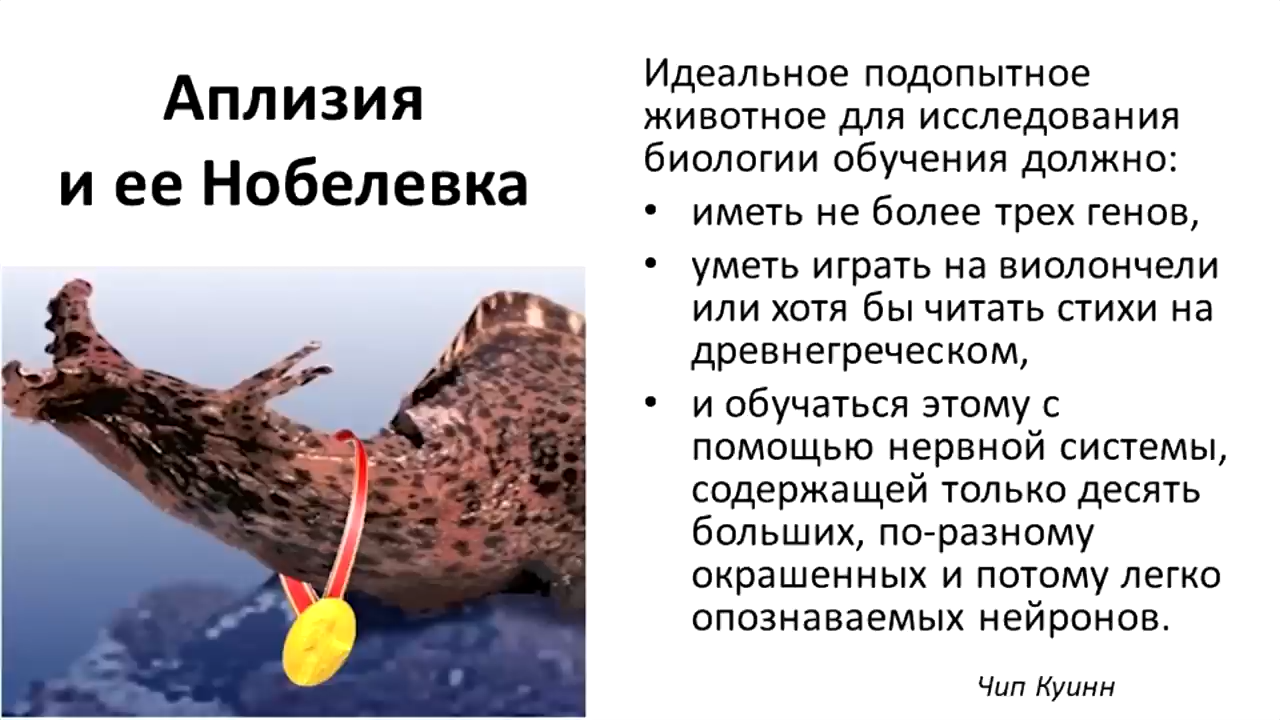 Аплизия
и ее Нобелевка
Идеальное подопытное
животное для исследования
биологии обучения должно:
• иметь не более трех генов,
• уметь играть на виолончели
или хотя бы читать стихи на
древнегреческом,
• и обучаться этому с
помощью нервной системы,
содержащей только десять
больших, по-разному
окрашенных и потому легко
опознаваемых нейронов.
Чип Куинн